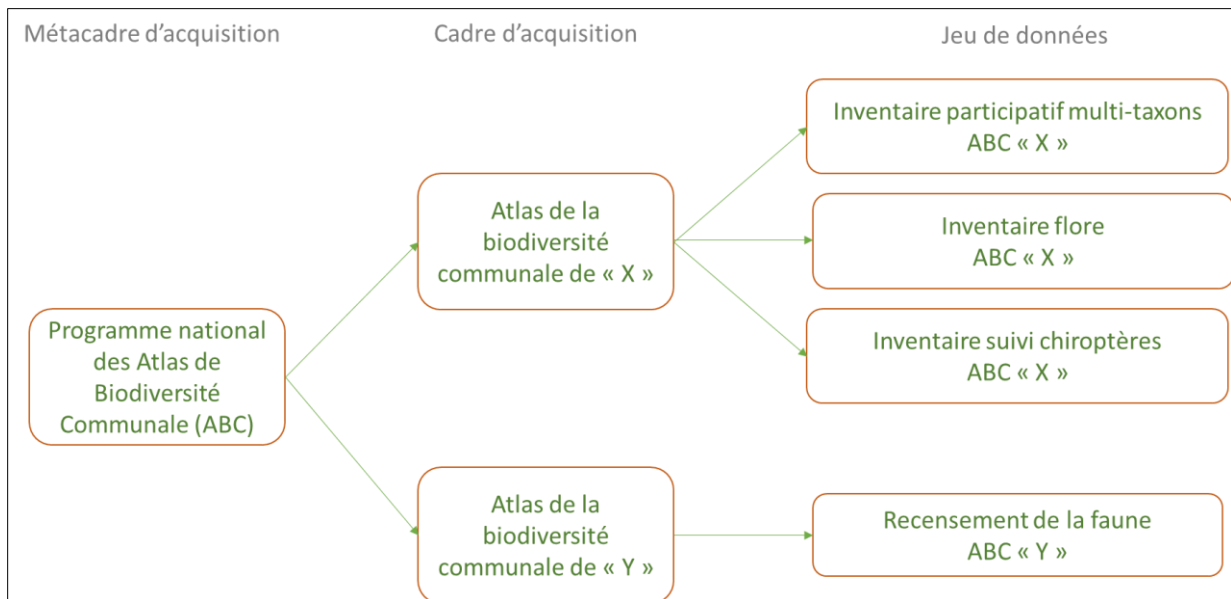 Métacadre d’acquisition
Cadre d’acquisition
Jeu de données
Programme national
des Atlas de
Biodiversité
Communale (ABC)
Atlas de la
biodiversité
communale de « X »
Atlas de la
biodiversité
communale de « Y »
Inventaire participatif multi-taxons
ABC « X »
Inventaire flore
ABC « X »
Inventaire suivi chiroptères
ABC « X »
Recensement de la faune
ABC « Y »